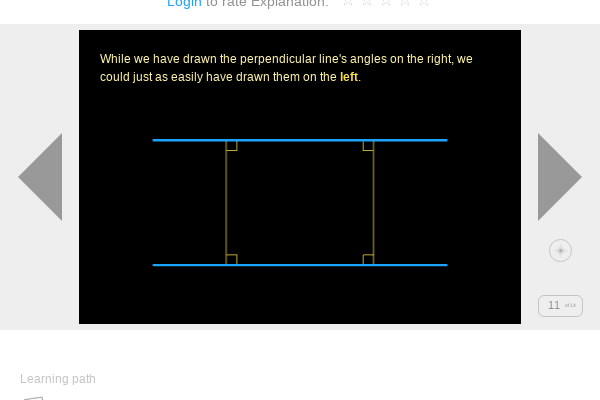 Login to rate Explanation:
While we have drawn the perpendicular line's angles on the right, we
could just as easily have drawn them on the left.
11
Learning path